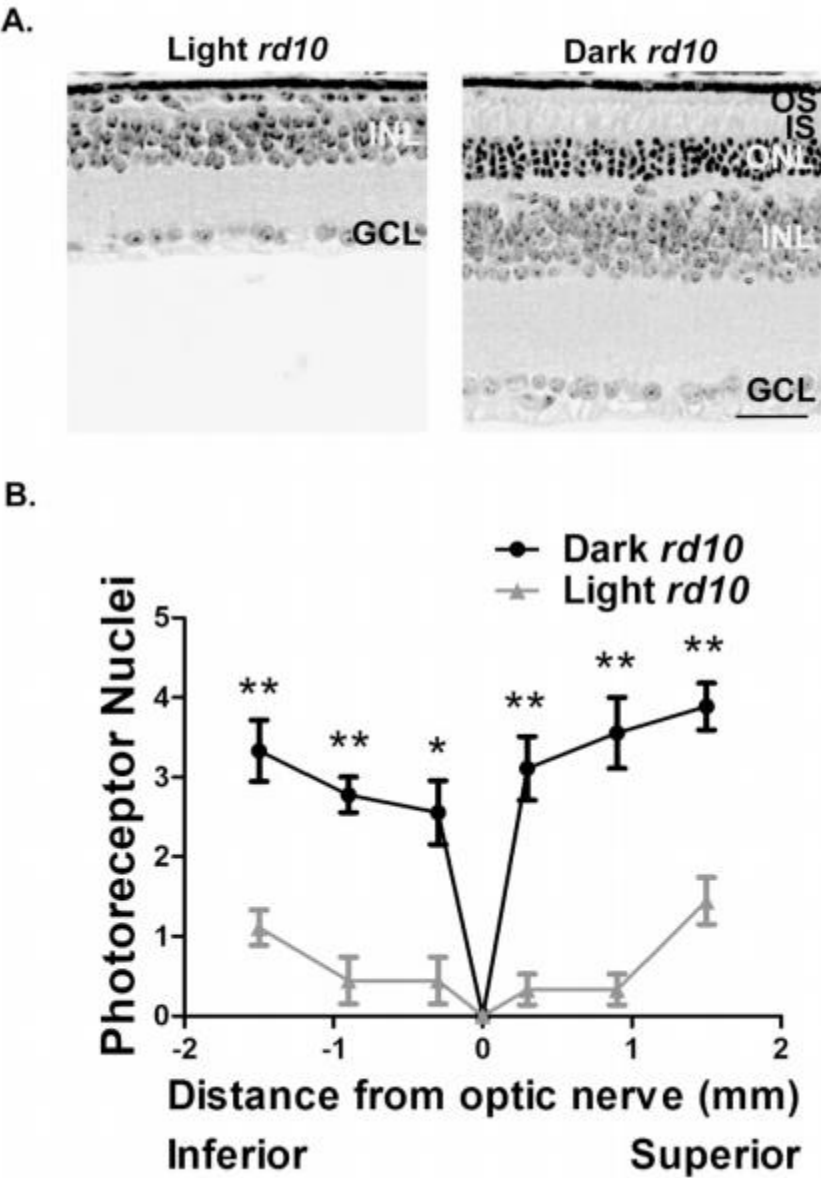 A.
Light rd10
Dark rd10
INL
GCL
OS
IS
ONL
INL
GCL
B.
Dark rd10
Light rd10
Photoreceptor Nuclei
5
4
3
2
1
0
**
**
*
**
**
**
-2
-1
0
1
2
Distance from optic nerve (mm)
Inferior
Superior